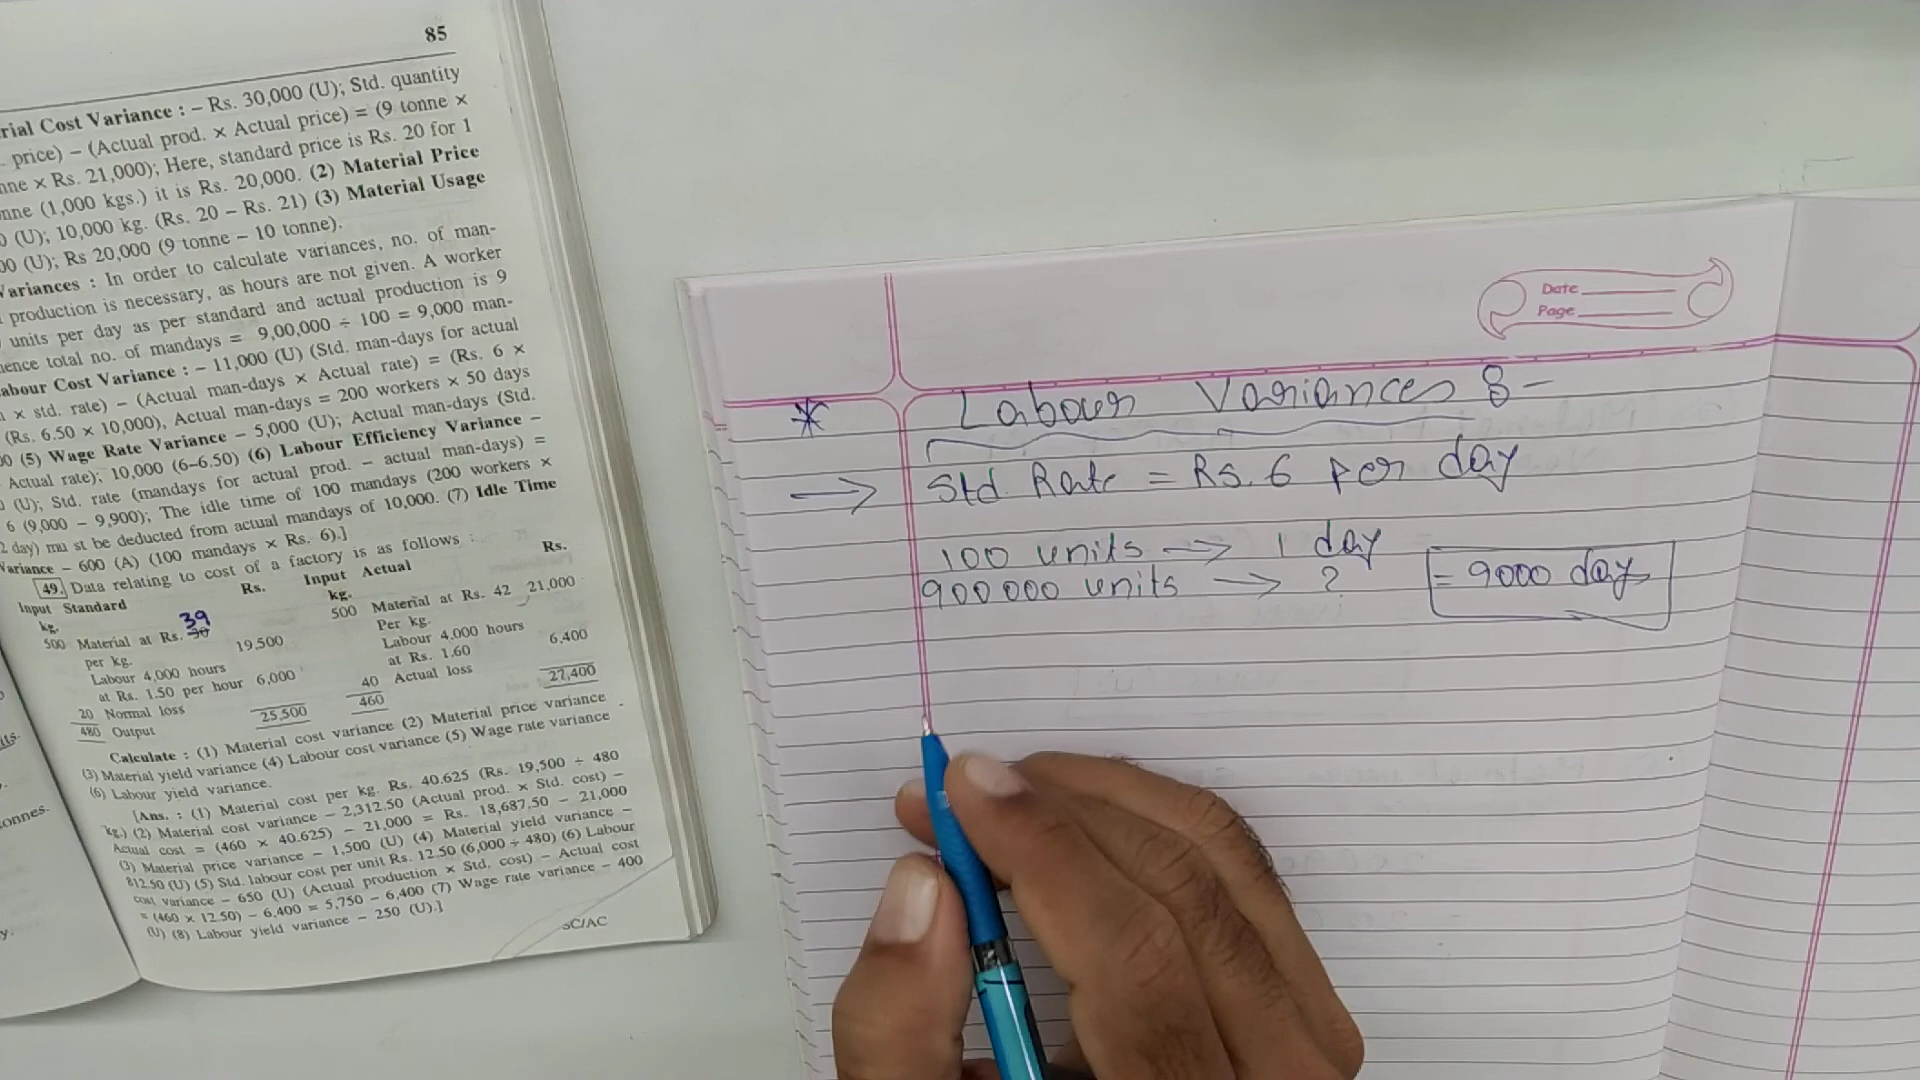 85
rial Cost Variance : – Rs. 30,000 (U); Std. quantity
price) – (Actual prod. × Actual price) = (9 tonne ×
nne × Rs. 21,000); Here, standard price is Rs. 20 for 1
nne (1,000 kgs.) it is Rs. 20,000. (2) Material Price
0 (U); 10,000 kg. (Rs. 20 – Rs. 21) (3) Material Usage
00 (U); Rs 20,000 (9 tonne – 10 tonne).
Variances : In order to calculate variances, no. of man-
production is necessary, as hours are not given. A worker
units per day as per standard and actual production is 9
hence total no. of mandays = 9,00,000 ÷ 100 = 9,000 man-
abour Cost Variance : – 11,000 (U) (Std. man-days for actual
n × std. rate) – (Actual man-days × Actual rate) = (Rs. 6 ×
(Rs. 6.50 × 10,000), Actual man-days = 200 workers × 50 days
00 (5) Wage Rate Variance – 5,000 (U); Actual man-days (Std.
Actual rate); 10,000 (6–6.50) (6) Labour Efficiency Variance –
(U); Std. rate (mandays for actual prod. – actual man-days) =
6 (9,000 – 9,900); The idle time of 100 mandays (200 workers ×
2 day) mu st be deducted from actual mandays of 10,000. (7) Idle Time
Variance – 600 (A) (100 mandays × Rs. 6).]
49. Data relating to cost of a factory is as follows :
Input Standard Rs. Input Actual Rs.
kg. kg.
500 Material at Rs. 30 39 19,500 500 Material at Rs. 42 21,000
per kg. Per kg.
Labour 4,000 hours Labour 4,000 hours
at Rs. 1.50 per hour 6,000 at Rs. 1.60 6,400
20 Normal loss 40 Actual loss
480 Output 25,500 460 27,400
Calculate : (1) Material cost variance (2) Material price variance
(3) Material yield variance (4) Labour cost variance (5) Wage rate variance
(6) Labour yield variance.
[Ans. : (1) Material cost per kg. Rs. 40.625 (Rs. 19,500 ÷ 480
kg.) (2) Material cost variance – 2,312.50 (Actual prod. × Std. cost) –
Actual cost = (460 × 40.625) – 21,000 = Rs. 18,687.50 – 21,000
(3) Material price variance – 1,500 (U) (4) Material yield variance –
812.50 (U) (5) Std. labour cost per unit Rs. 12.50 (6,000 ÷ 480) (6) Labour
cost variance – 650 (U) (Actual production × Std. cost) – Actual cost
= (460 × 12.50) – 6,400 = 5,750 – 6,400 (7) Wage rate variance – 400
(U) (8) Labour yield variance – 250 (U).]
SC/AC
onnes.
Date
Page
* Labour Variances :-
→ Std. Rate = Rs. 6 per day
100 units → 1 day
900000 units → ? = 9000 day